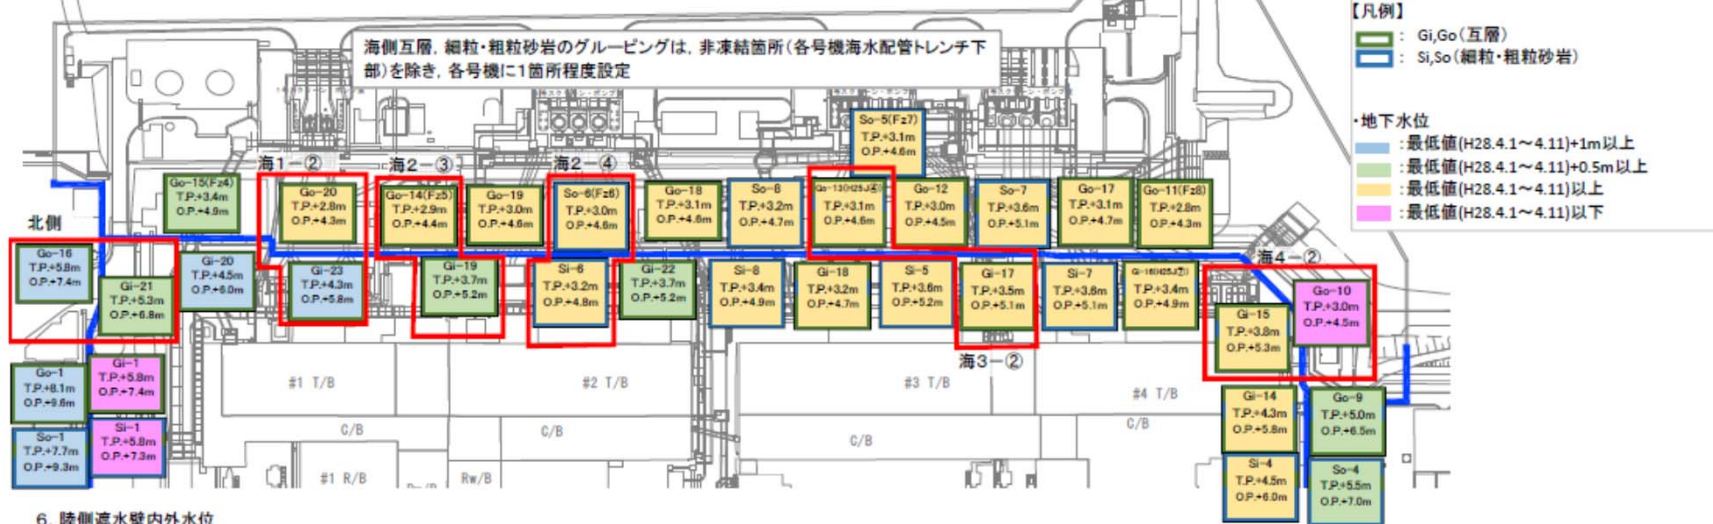 【凡例】
: Gi,Go(互層)
: Si,So(細粒・粗粒砂岩)
・地下水位
:最低値(H28.4.1～4.11)+1m以上
:最低値(H28.4.1～4.11)+0.5m以上
:最低値(H28.4.1～4.11)以上
:最低値(H28.4.1～4.11)以下
海側互層, 細粒・粗粒砂岩のグルーピングは, 非凍結箇所(各号機海水配管トレンチ下
部)を除き, 各号機に1箇所程度設定
So-5(Fz7)
T.P.+3.1m
O.P.+4.6m
海1-②
海2-③
海2-④
Go-15(Fz4)
T.P.+3.4m
O.P.+4.9m
Go-20
T.P.+2.8m
O.P.+4.3m
Go-14(Fz5)
T.P.+2.9m
O.P.+4.4m
Go-19
T.P.+3.0m
O.P.+4.6m
So-6(Fz6)
T.P.+3.0m
O.P.+4.6m
Go-18
T.P.+3.1m
O.P.+4.6m
So-8
T.P.+3.2m
O.P.+4.7m
Go-13(H25J④)
T.P.+3.1m
O.P.+4.6m
Go-12
T.P.+3.0m
O.P.+4.5m
So-7
T.P.+3.6m
O.P.+5.1m
Go-17
T.P.+3.1m
O.P.+4.7m
Go-11(Fz8)
T.P.+2.8m
O.P.+4.3m
北側
Go-16
T.P.+5.8m
O.P.+7.4m
Gi-21
T.P.+5.3m
O.P.+6.8m
Gi-20
T.P.+4.5m
O.P.+6.0m
Gi-23
T.P.+4.3m
O.P.+5.8m
Gi-19
T.P.+3.7m
O.P.+5.2m
Si-6
T.P.+3.2m
O.P.+4.8m
Gi-22
T.P.+3.7m
O.P.+5.2m
Si-8
T.P.+3.4m
O.P.+4.9m
Gi-18
T.P.+3.2m
O.P.+4.7m
Si-5
T.P.+3.6m
O.P.+5.2m
Gi-17
T.P.+3.5m
O.P.+5.1m
Si-7
T.P.+3.6m
O.P.+5.1m
Gi-16(H25J⑦)
T.P.+3.4m
O.P.+4.9m
海4-②
Gi-15
T.P.+3.8m
O.P.+5.3m
Go-10
T.P.+3.0m
O.P.+4.5m
海3-②
Go-1
T.P.+8.1m
O.P.+9.6m
Gi-1
T.P.+5.8m
O.P.+7.4m
So-1
T.P.+7.7m
O.P.+9.3m
Si-1
T.P.+5.8m
O.P.+7.3m
#1 T/B
#2 T/B
#3 T/B
#4 T/B
C/B
C/B
C/B
C/B
#1 R/B
Rw/B
Gi-14
T.P.+4.3m
O.P.+5.8m
Go-9
T.P.+5.0m
O.P.+6.5m
Si-4
T.P.+4.5m
O.P.+6.0m
So-4
T.P.+5.5m
O.P.+7.0m
6. 陸側遮水壁内外水位